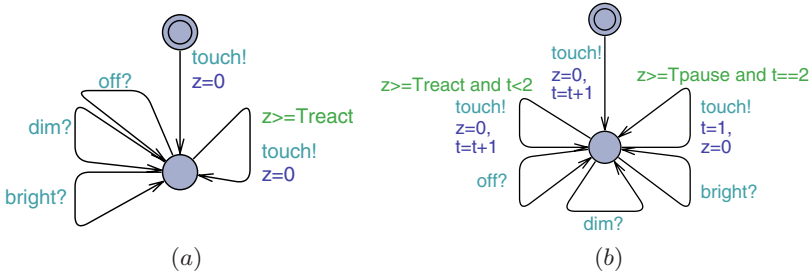 touch!
z=0
off?
dim?
bright?
z>=Treact
touch!
z=0
(a)
touch!
z=0,
t=t+1
z>=Treact and t<2
touch!
z=0,
t=t+1
off?
dim?
z>=Tpause and t==2
touch!
t=1,
z=0
bright?
(b)